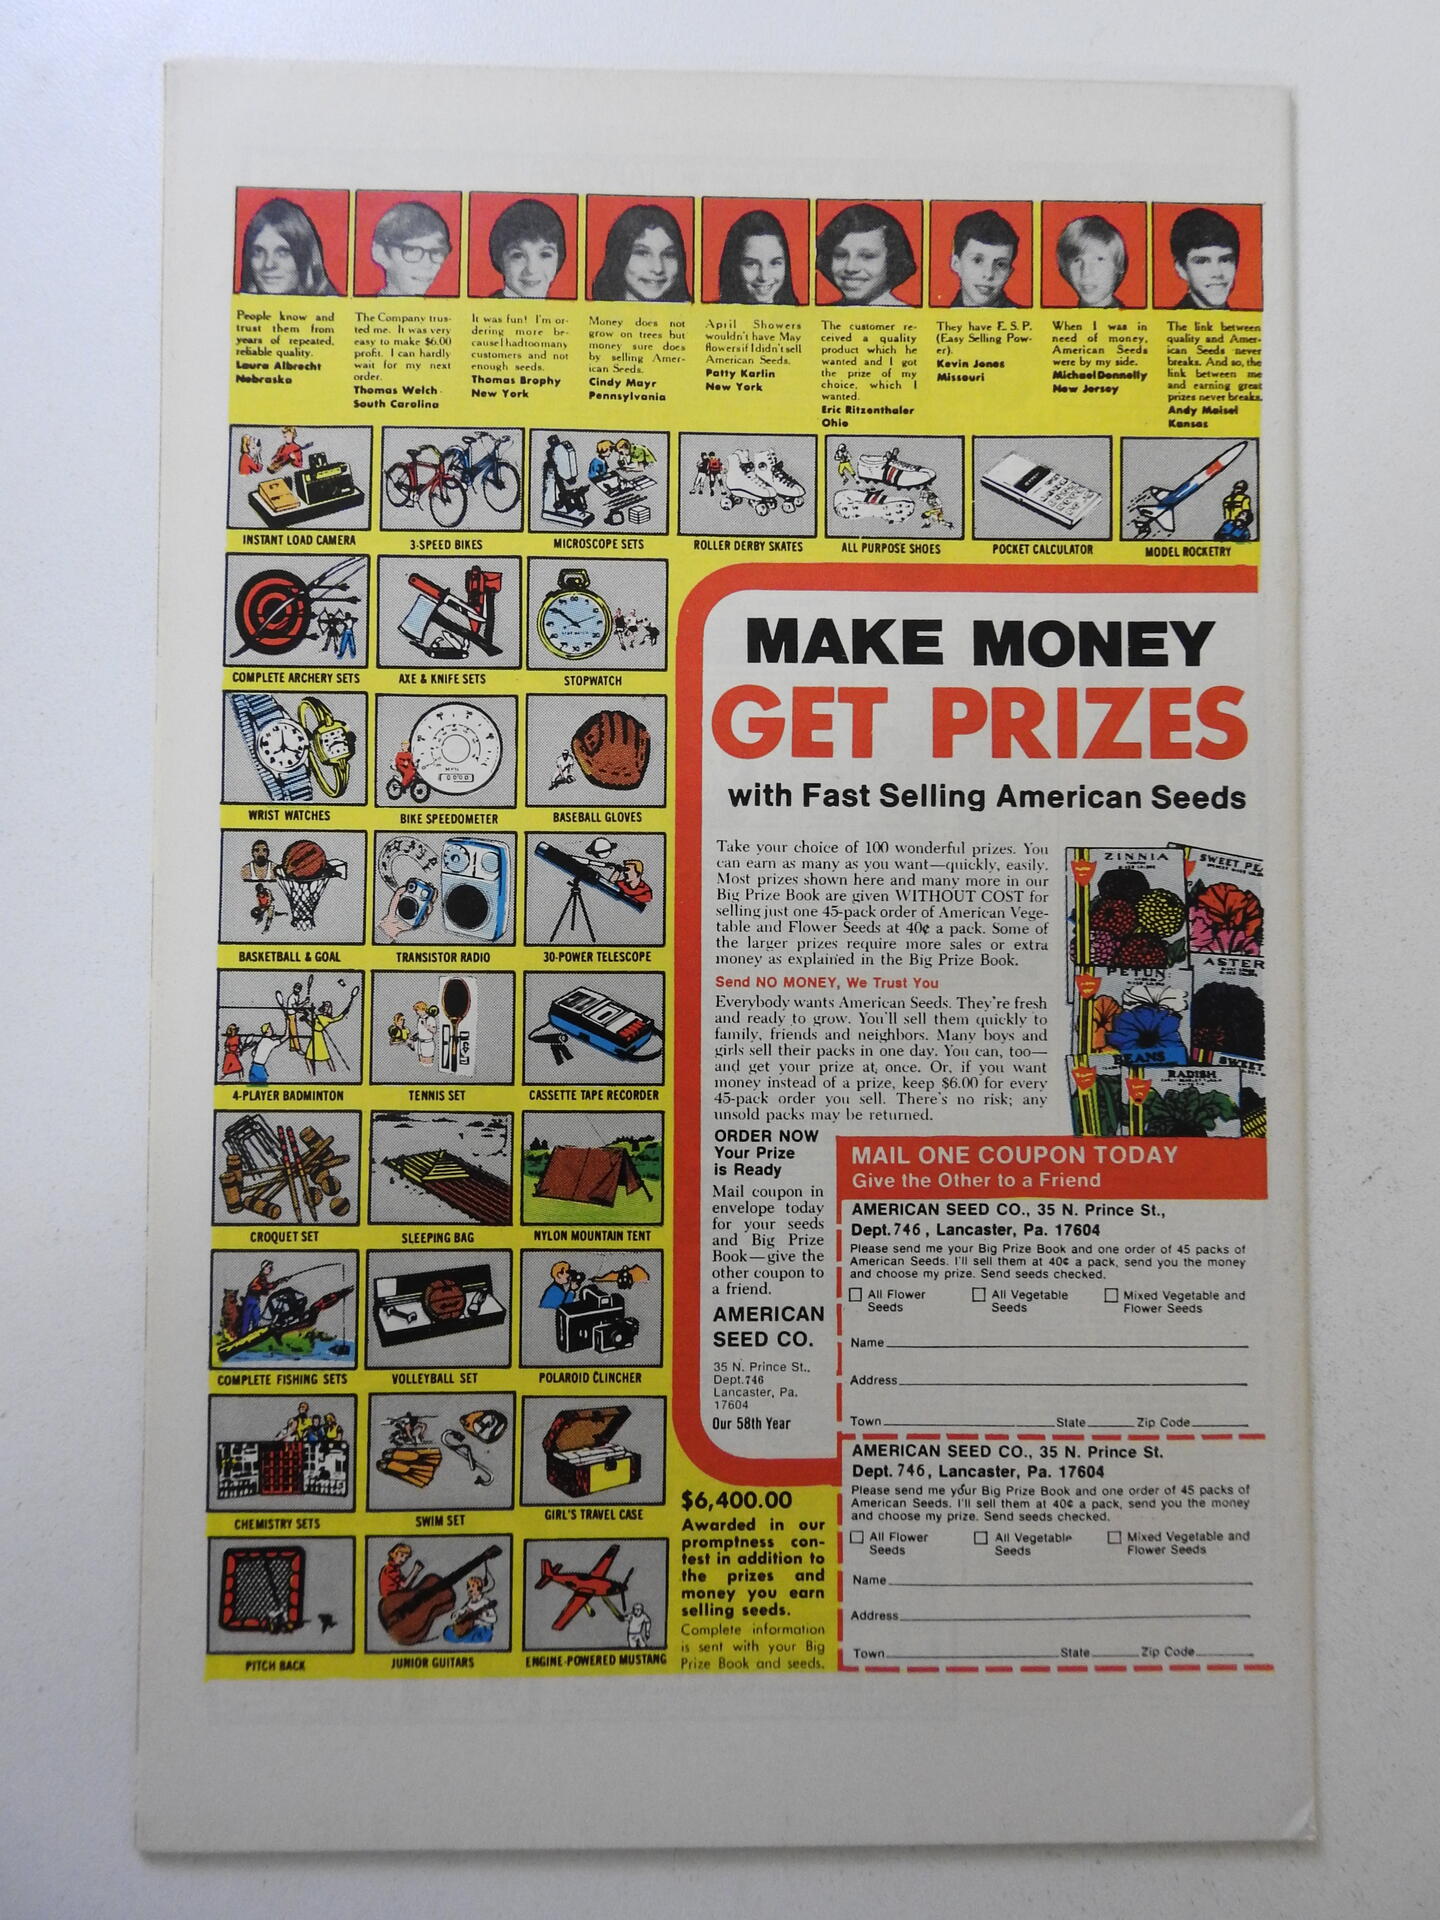 People know and
trust them from
years of repeated,
reliable quality.
Laura Albrecht
Nebraska
The Company trus-
ted me. It was very
easy to make $6.00
profit. I can hardly
wait for my next
order.
Thomas Welch
South Carolina
It was fun! I'm or-
dering more be-
cause I had too many
customers and not
enough seeds.
Thomas Brophy
New York
Money does not
grow on trees but
money sure does
by selling Amer-
ican Seeds.
Cindy Mayr
Pennsylvania
April Showers
wouldn't have May
flowers if I didn't sell
American Seeds.
Patty Karlin
New York
The customer re-
ceived a quality
product which he
wanted and I got
the prize of my
choice, which I
wanted.
Eric Ritzenthaler
Ohio
They have E.S.P.
(Easy Selling Pow-
er).
Kevin Jones
Missouri
When I was in
need of money,
American Seeds
were by my side.
Michael Donnelly
New Jersey
The link between
quality and Amer-
ican Seeds never
breaks. And so, the
link between me
and earning great
prizes never breaks.
Andy Meisel
Kansas
INSTANT LOAD CAMERA
3-SPEED BIKES
MICROSCOPE SETS
ROLLER DERBY SKATES
ALL PURPOSE SHOES
POCKET CALCULATOR
MODEL ROCKETRY
COMPLETE ARCHERY SETS
AXE & KNIFE SETS
STOPWATCH
WRIST WATCHES
BIKE SPEEDOMETER
BASEBALL GLOVES
BASKETBALL & GOAL
TRANSISTOR RADIO
30-POWER TELESCOPE
4-PLAYER BADMINTON
TENNIS SET
CASSETTE TAPE RECORDER
CROQUET SET
SLEEPING BAG
NYLON MOUNTAIN TENT
COMPLETE FISHING SETS
VOLLEYBALL SET
POLAROID CLINCHER
CHEMISTRY SETS
SWIM SET
GIRL'S TRAVEL CASE
PITCH BACK
JUNIOR GUITARS
ENGINE-POWERED MUSTANG
MAKE MONEY
GET PRIZES
with Fast Selling American Seeds
Take your choice of 100 wonderful prizes. You
can earn as many as you want—quickly, easily.
Most prizes shown here and many more in our
Big Prize Book are given WITHOUT COST for
selling just one 45-pack order of American Vege-
table and Flower Seeds at 40¢ a pack. Some of
the larger prizes require more sales or extra
money as explained in the Big Prize Book.
Send NO MONEY, We Trust You
Everybody wants American Seeds. They're fresh
and ready to grow. You'll sell them quickly to
family, friends and neighbors. Many boys and
girls sell their packs in one day. You can, too—
and get your prize at once. Or, if you want
money instead of a prize, keep $6.00 for every
45-pack order you sell. There's no risk; any
unsold packs may be returned.
ZINNIA
SWEET PE
ASTER
PETUN
BEANS
RADISH
SWEET
ORDER NOW
Your Prize
is Ready
Mail coupon in
envelope today
for your seeds
and Big Prize
Book—give the
other coupon to
a friend.
AMERICAN
SEED CO.
35 N. Prince St.,
Dept.746
Lancaster, Pa.
17604
Our 58th Year
$6,400.00
Awarded in our
promptness con-
test in addition to
the prizes and
money you earn
selling seeds.
Complete information
is sent with your Big
Prize Book and seeds.
MAIL ONE COUPON TODAY
Give the Other to a Friend
AMERICAN SEED CO., 35 N. Prince St.,
Dept. 746, Lancaster, Pa. 17604
Please send me your Big Prize Book and one order of 45 packs of
American Seeds. I'll sell them at 40¢ a pack, send you the money
and choose my prize. Send seeds checked.
All Flower
Seeds
All Vegetable
Seeds
Mixed Vegetable and
Flower Seeds
Name
Address
Town State Zip Code
AMERICAN SEED CO., 35 N. Prince St.
Dept. 746, Lancaster, Pa. 17604
Please send me your Big Prize Book and one order of 45 packs of
American Seeds. I'll sell them at 40¢ a pack, send you the money
and choose my prize. Send seeds checked.
All Flower
Seeds
All Vegetable
Seeds
Mixed Vegetable and
Flower Seeds
Name
Address
Town State Zip Code